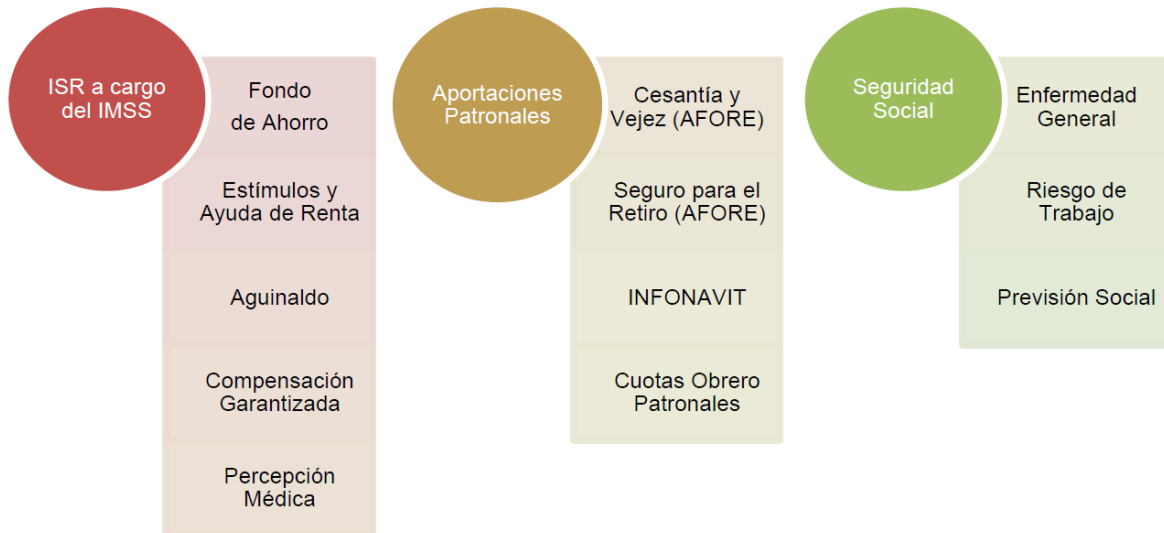 ISR a cargo
del IMSS
Fondo
de Ahorro
Estímulos y
Ayuda de Renta
Aguinaldo
Compensación
Garantizada
Percepción
Médica
Aportaciones
Patronales
Cesantía y
Vejez (AFORE)
Seguro para el
Retiro (AFORE)
INFONAVIT
Cuotas Obrero
Patronales
Seguridad
Social
Enfermedad
General
Riesgo de
Trabajo
Previsión Social